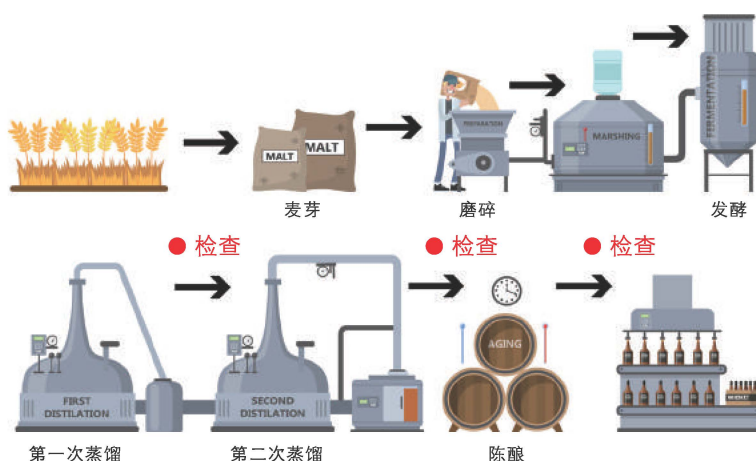 MALT
MALT
PREPARATION
MARSHING
FERMENTATION
麦芽
磨碎
发酵
检查
检查
检查
FIRST
DISTILATION
SECOND
DISTILATION
AGING
第一次蒸馏
第二次蒸馏
陈酿